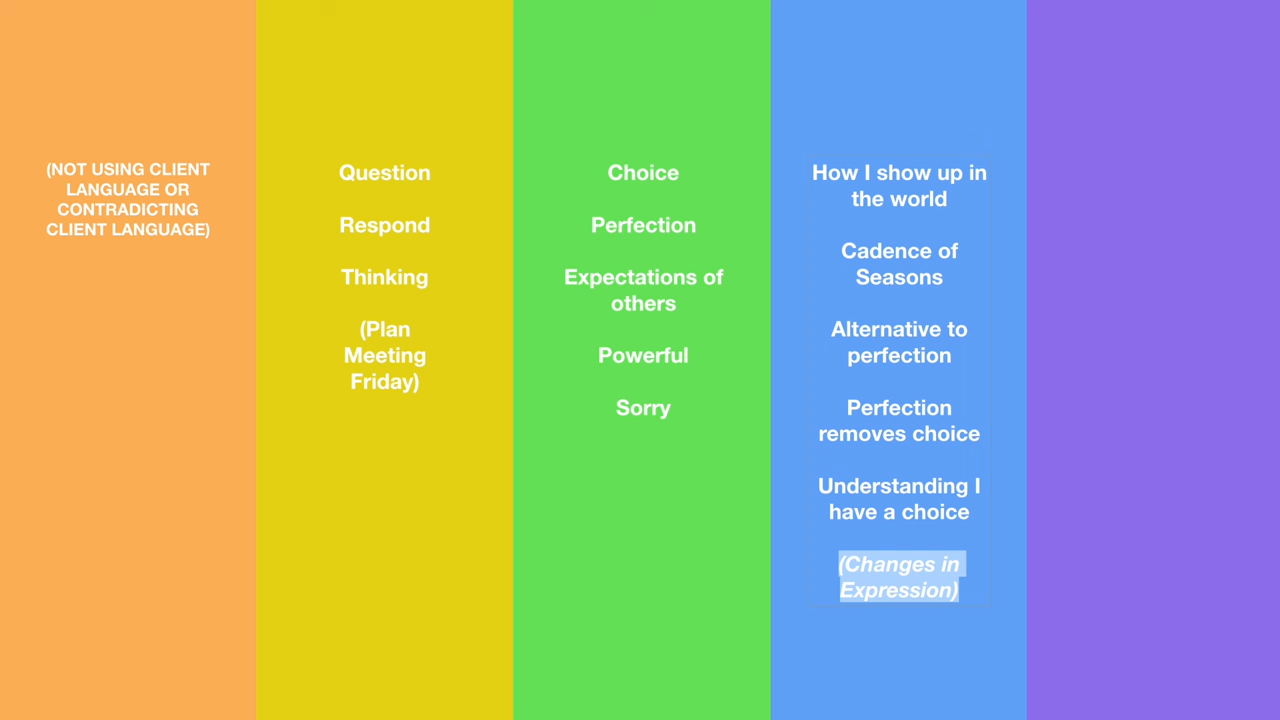 (NOT USING CLIENT
LANGUAGE OR
CONTRADICTING
CLIENT LANGUAGE)
Question
Respond
Thinking
(Plan
Meeting
Friday)
Choice
Perfection
Expectations of
others
Powerful
Sorry
How I show up in
the world
Cadence of
Seasons
Alternative to
perfection
Perfection
removes choice
Understanding I
have a choice
(Changes in
Expression)